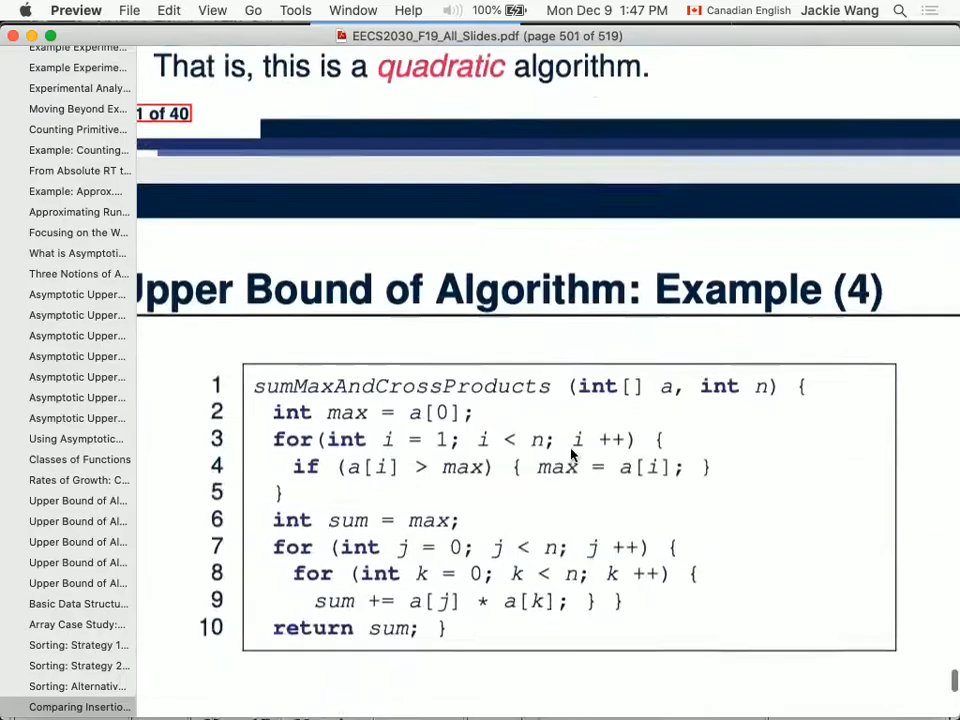 Preview File Edit View Go Tools Window Help 100% Mon Dec 9 1:47 PM Canadian English Jackie Wang
EECS2030_F19_All_Slides.pdf (page 501 of 519)
Example Experime...
Example Experime...
Experimental Analy...
Moving Beyond Ex...
Counting Primitive...
Example: Counting...
From Absolute RT t...
Example: Approx....
Approximating Run...
Focusing on the W...
What is Asymptoti...
Three Notions of A...
Asymptotic Upper...
Asymptotic Upper...
Asymptotic Upper...
Asymptotic Upper...
Asymptotic Upper...
Asymptotic Upper...
Asymptotic Upper...
Using Asymptotic...
Classes of Functions
Rates of Growth: C...
Upper Bound of Al...
Upper Bound of Al...
Upper Bound of Al...
Upper Bound of Al...
Upper Bound of Al...
Basic Data Structu...
Array Case Study:...
Sorting: Strategy 1...
Sorting: Strategy 2...
Sorting: Alternativ...
Comparing Insertio...
That is, this is a quadratic algorithm.
1 of 40
Upper Bound of Algorithm: Example (4)
1 sumMaxAndCrossProducts (int[] a, int n) {
2 int max = a[0];
3 for(int i = 1; i < n; i ++) {
4 if (a[i] > max) { max = a[i]; }
5 }
6 int sum = max;
7 for (int j = 0; j < n; j ++) {
8 for (int k = 0; k < n; k ++) {
9 sum += a[j] * a[k]; } }
10 return sum; }